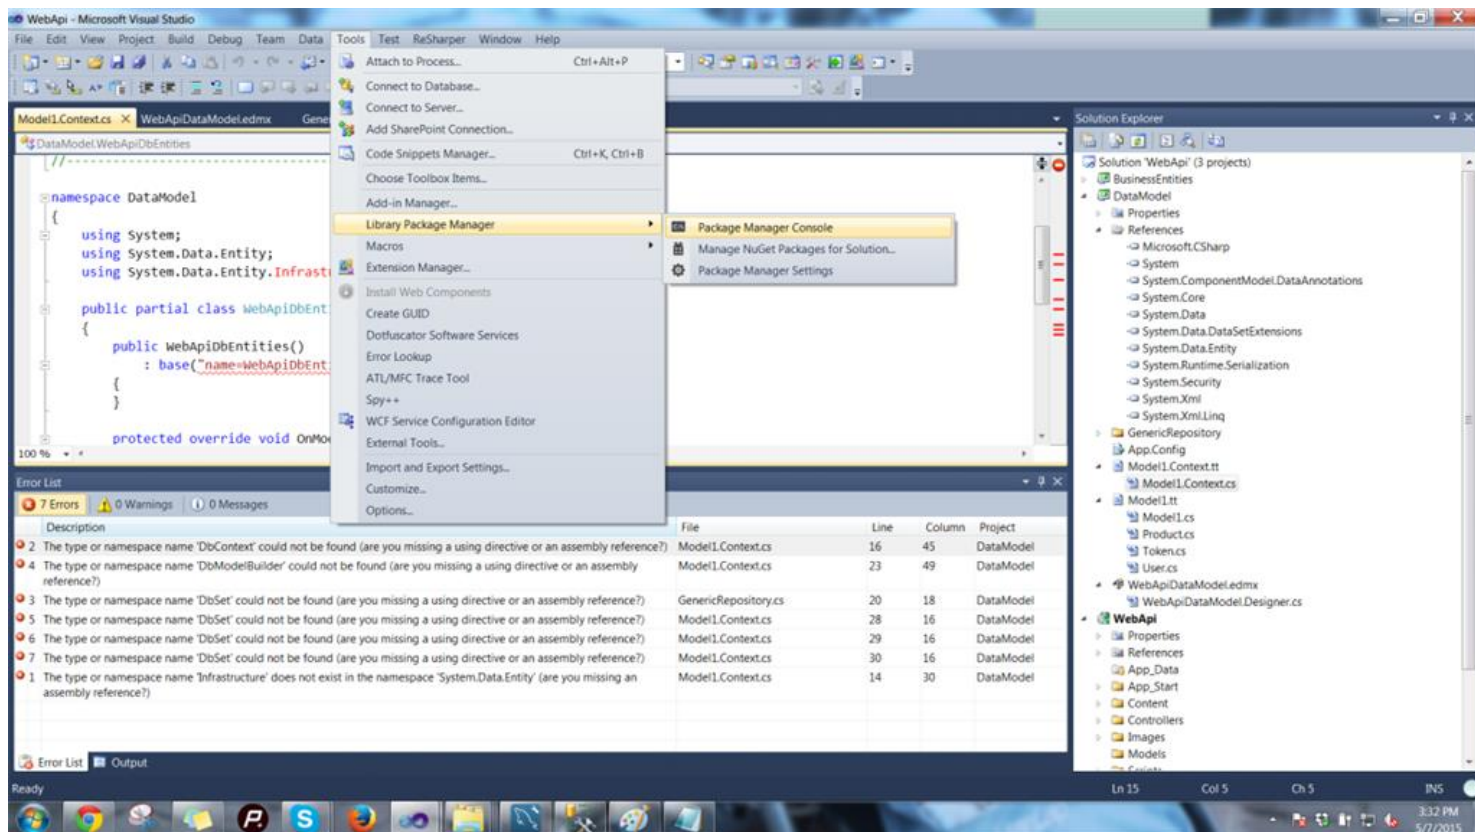 WebApi - Microsoft Visual Studio
File Edit View Project Build Debug Team Data Tools Test ReSharper Window Help
Attach to Process... Ctrl+Alt+P
Connect to Database...
Connect to Server...
Add SharePoint Connection...
Code Snippets Manager... Ctrl+K, Ctrl+B
Choose Toolbox Items...
Add-in Manager...
Library Package Manager
Macros
Extension Manager...
Install Web Components
Create GUID
Dotfuscator Software Services
Error Lookup
ATL/MFC Trace Tool
Spy++
WCF Service Configuration Editor
External Tools...
Import and Export Settings...
Customize...
Options...
Package Manager Console
Manage NuGet Packages for Solution...
Package Manager Settings
Model1.Context.cs WebApiDataModel.edmx Gene
DataModel.WebApiDbEntities
//-----------------------------
namespace DataModel
{
using System;
using System.Data.Entity;
using System.Data.Entity.Infrastr
public partial class WebApiDbEnt
{
public WebApiDbEntities()
: base("name=WebApiDbEnt
{
}
protected override void OnMo
100 %
Error List
7 Errors 0 Warnings 0 Messages
Description File Line Column Project
2 The type or namespace name 'DbContext' could not be found (are you missing a using directive or an assembly reference?) Model1.Context.cs 16 45 DataModel
4 The type or namespace name 'DbModelBuilder' could not be found (are you missing a using directive or an assembly Model1.Context.cs 23 49 DataModel
reference?)
3 The type or namespace name 'DbSet' could not be found (are you missing a using directive or an assembly reference?) GenericRepository.cs 20 18 DataModel
5 The type or namespace name 'DbSet' could not be found (are you missing a using directive or an assembly reference?) Model1.Context.cs 28 16 DataModel
6 The type or namespace name 'DbSet' could not be found (are you missing a using directive or an assembly reference?) Model1.Context.cs 29 16 DataModel
7 The type or namespace name 'DbSet' could not be found (are you missing a using directive or an assembly reference?) Model1.Context.cs 30 16 DataModel
1 The type or namespace name 'Infrastructure' does not exist in the namespace 'System.Data.Entity' (are you missing an Model1.Context.cs 14 30 DataModel
assembly reference?)
Error List Output
Solution Explorer
Solution 'WebApi' (3 projects)
BusinessEntities
DataModel
Properties
References
Microsoft.CSharp
System
System.ComponentModel.DataAnnotations
System.Core
System.Data
System.Data.DataSetExtensions
System.Data.Entity
System.Runtime.Serialization
System.Security
System.Xml
System.Xml.Linq
GenericRepository
App.Config
Model1.Context.tt
Model1.Context.cs
Model1.tt
Model1.cs
Product.cs
Token.cs
User.cs
WebApiDataModel.edmx
WebApiDataModel.Designer.cs
WebApi
Properties
References
App_Data
App_Start
Content
Controllers
Images
Models
Ready Ln 15 Col 5 Ch 5 INS
3:32 PM
5/7/2015